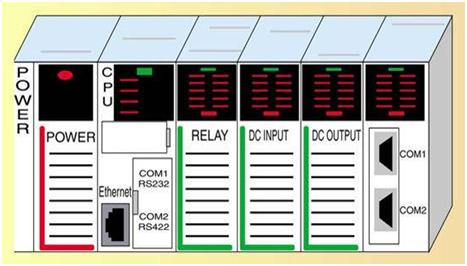 POWER
POWER
CPU
COM1
RS232
Ethernet
COM2
RS422
RELAY
DC INPUT
DC OUTPUT
COM1
COM2